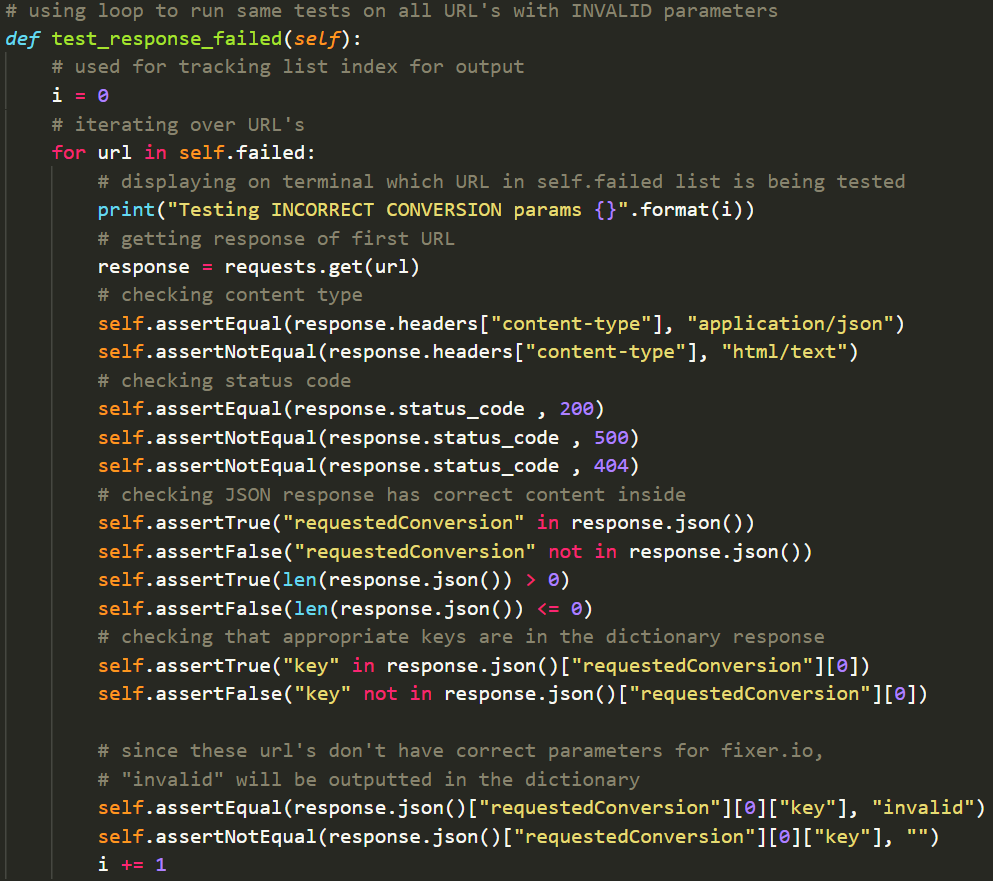 # using loop to run same tests on all URL's with INVALID parameters
def test_response_failed(self):
    # used for tracking list index for output
    i = 0
    # iterating over URL's
    for url in self.failed:
        # displaying on terminal which URL in self.failed list is being tested
        print("Testing INCORRECT CONVERSION params {}".format(i))
        # getting response of first URL
        response = requests.get(url)
        # checking content type
        self.assertEqual(response.headers["content-type"], "application/json")
        self.assertNotEqual(response.headers["content-type"], "html/text")
        # checking status code
        self.assertEqual(response.status_code , 200)
        self.assertNotEqual(response.status_code , 500)
        self.assertNotEqual(response.status_code , 404)
        # checking JSON response has correct content inside
        self.assertTrue("requestedConversion" in response.json())
        self.assertFalse("requestedConversion" not in response.json())
        self.assertTrue(len(response.json()) > 0)
        self.assertFalse(len(response.json()) <= 0)
        # checking that appropriate keys are in the dictionary response
        self.assertTrue("key" in response.json()["requestedConversion"][0])
        self.assertFalse("key" not in response.json()["requestedConversion"][0])

        # since these url's don't have correct parameters for fixer.io,
        # "invalid" will be outputted in the dictionary
        self.assertEqual(response.json()["requestedConversion"][0]["key"], "invalid")
        self.assertNotEqual(response.json()["requestedConversion"][0]["key"], "")
        i += 1